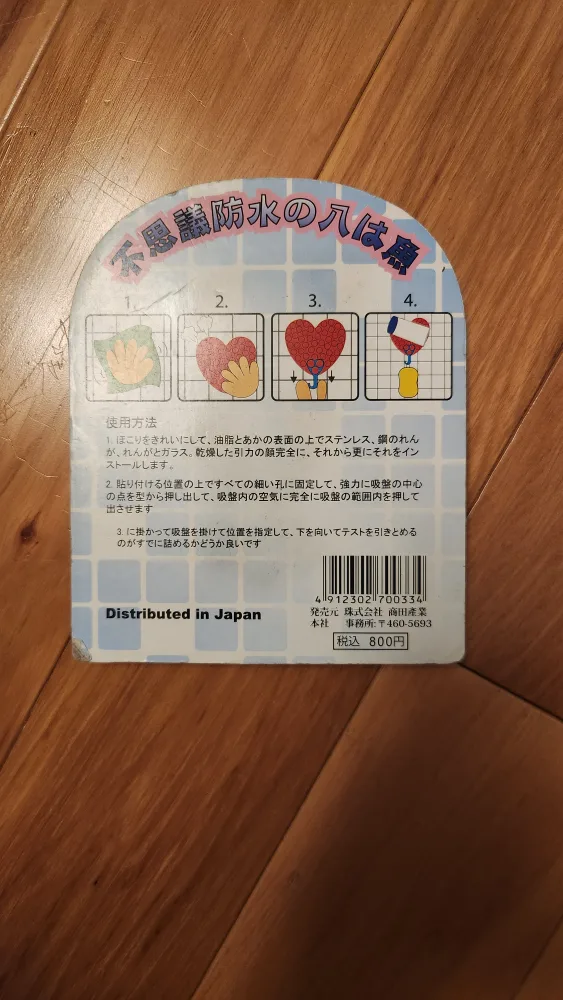 不思議防水の八は魚
1. 2. 3. 4.
使用方法
1. ほこりをきれいにして、油脂とあかの表面の上でステンレス、鋼のれん
が、れんがとガラス。乾燥した引力の顔完全に、それから更にそれをイン
ストールします。
2. 貼り付ける位置の上ですべての細い孔に固定して、強力に吸盤の中心
の点を型から押し出して、吸盤内の空気に完全に吸盤の範囲内を押して
出させます
3. に掛かって吸盤を掛けて位置を指定して、下を向いてテストを引きとめる
のがすでに詰めるかどうか良いです
4 912302 700334
Distributed in Japan
発売元 株式会社 商田産業
本社 事務所:〒460-5693
税込 800円